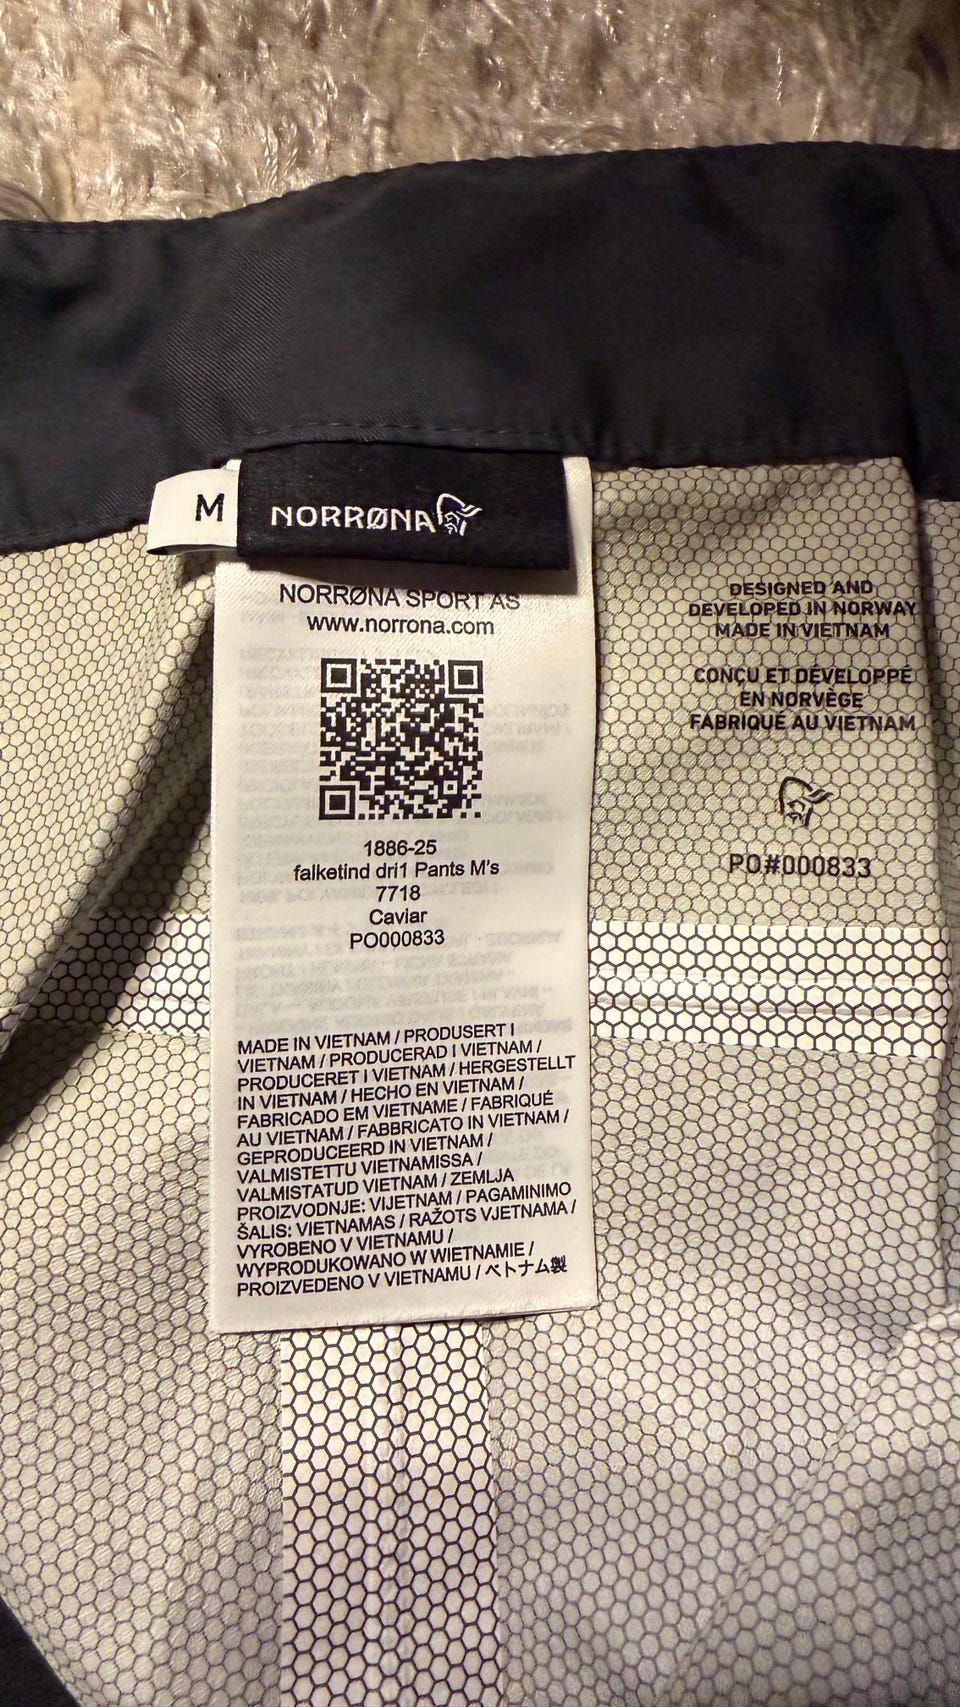 M
NORRØNA
NORRØNA SPORT AS
www.norrona.com
1886-25
falketind dri1 Pants M's
7718
Caviar
PO000833
MADE IN VIETNAM / PRODUSERT I
VIETNAM / PRODUCERAD I VIETNAM /
PRODUCERET I VIETNAM / HERGESTELLT
IN VIETNAM / HECHO EN VIETNAM /
FABRICADO EM VIETNAME / FABRIQUÉ
AU VIETNAM / FABBRICATO IN VIETNAM /
GEPRODUCEERD IN VIETNAM /
VALMISTETTU VIETNAMISSA /
VALMISTATUD VIETNAM / ZEMLJA
PROIZVODNJE: VIJETNAM / PAGAMINIMO
ŠALIS: VIETNAMAS / RAŽOTS VJETNAMA /
VYROBENO V VIETNAMU /
WYPRODUKOWANO W WIETNAMIE /
PROIZVEDENO V VIETNAMU / ベトナム製
DESIGNED AND
DEVELOPED IN NORWAY
MADE IN VIETNAM
CONÇU ET DÉVELOPPÉ
EN NORVÈGE
FABRIQUÉ AU VIETNAM
PO#000833